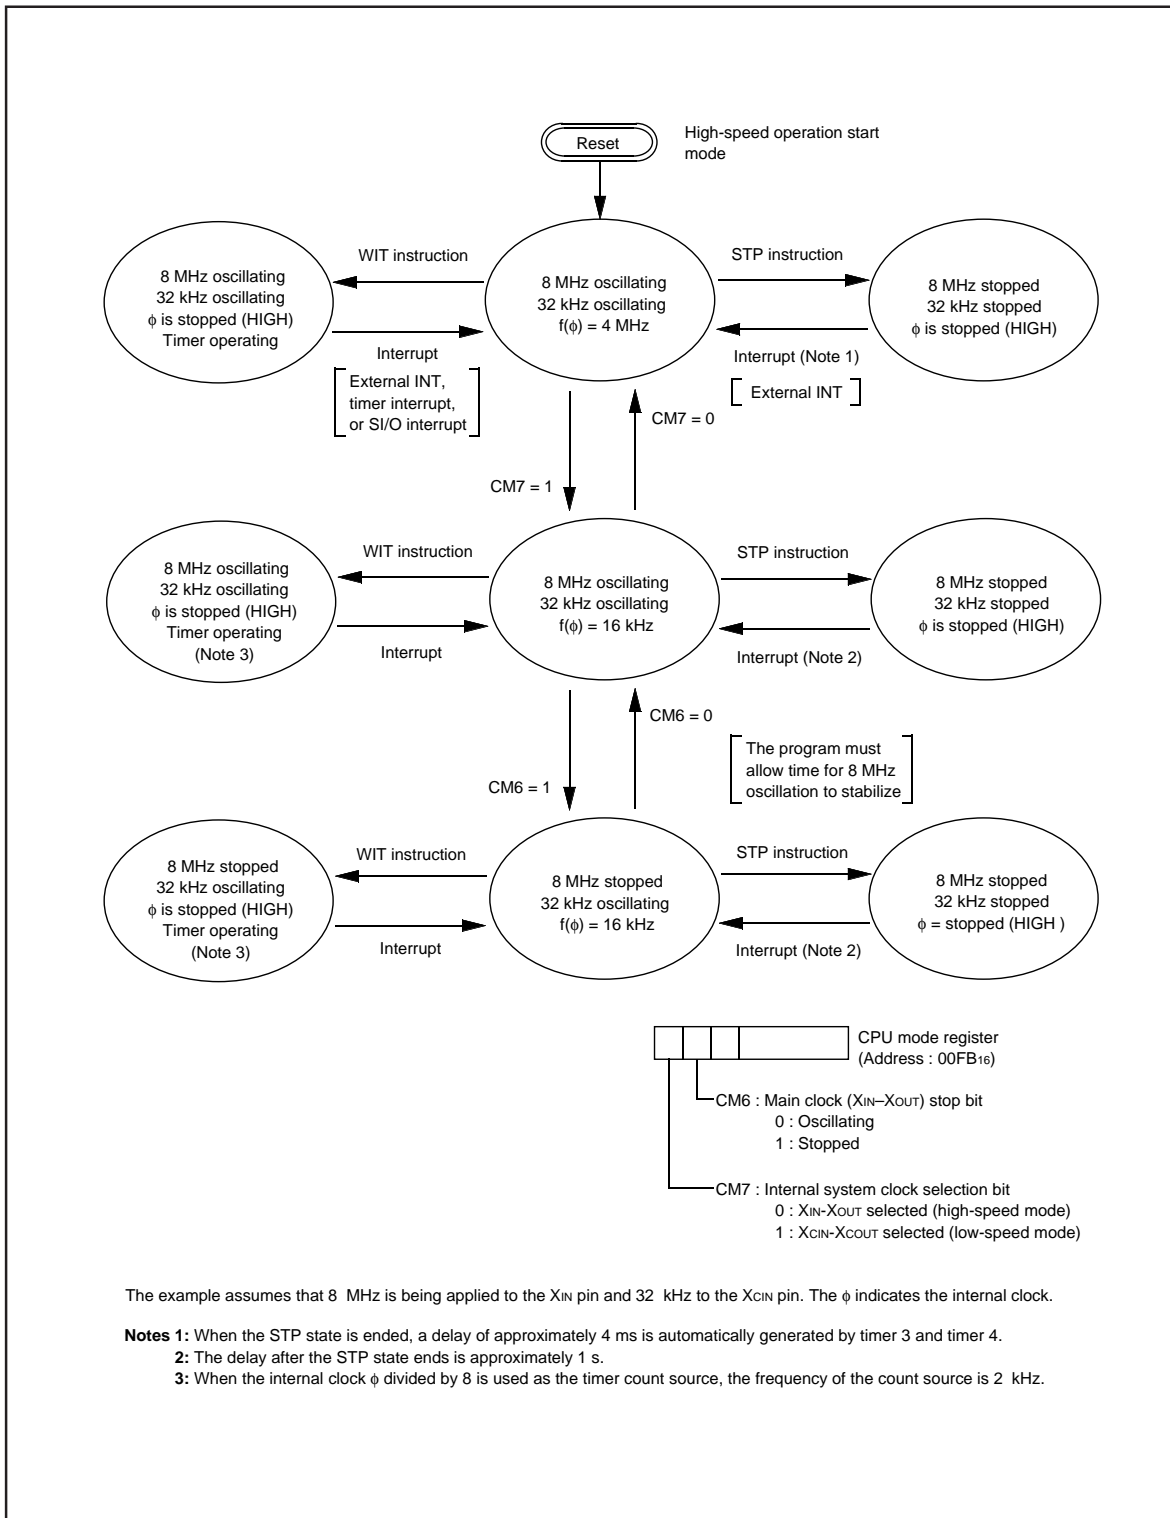 Reset
High-speed operation start
mode
8 MHz oscillating
32 kHz oscillating
ϕ is stopped (HIGH)
Timer operating
WIT instruction
Interrupt
External INT,
timer interrupt,
or SI/O interrupt
8 MHz oscillating
32 kHz oscillating
f(ϕ) = 4 MHz
STP instruction
Interrupt (Note 1)
External INT
8 MHz stopped
32 kHz stopped
ϕ is stopped (HIGH)
CM7 = 0
CM7 = 1
8 MHz oscillating
32 kHz oscillating
ϕ is stopped (HIGH)
Timer operating
(Note 3)
WIT instruction
Interrupt
8 MHz oscillating
32 kHz oscillating
f(ϕ) = 16 kHz
STP instruction
Interrupt (Note 2)
8 MHz stopped
32 kHz stopped
ϕ is stopped (HIGH)
CM6 = 0
CM6 = 1
The program must
allow time for 8 MHz
oscillation to stabilize
8 MHz stopped
32 kHz oscillating
ϕ is stopped (HIGH)
Timer operating
(Note 3)
WIT instruction
Interrupt
8 MHz stopped
32 kHz oscillating
f(ϕ) = 16 kHz
STP instruction
Interrupt (Note 2)
8 MHz stopped
32 kHz stopped
ϕ = stopped (HIGH )
CPU mode register
(Address : 00FB16)
CM6 : Main clock (XIN–XOUT) stop bit
0 : Oscillating
1 : Stopped
CM7 : Internal system clock selection bit
0 : XIN-XOUT selected (high-speed mode)
1 : XCIN-XCOUT selected (low-speed mode)
The example assumes that 8 MHz is being applied to the XIN pin and 32 kHz to the XCIN pin. The ϕ indicates the internal clock.
Notes 1: When the STP state is ended, a delay of approximately 4 ms is automatically generated by timer 3 and timer 4.
2: The delay after the STP state ends is approximately 1 s.
3: When the internal clock ϕ divided by 8 is used as the timer count source, the frequency of the count source is 2 kHz.